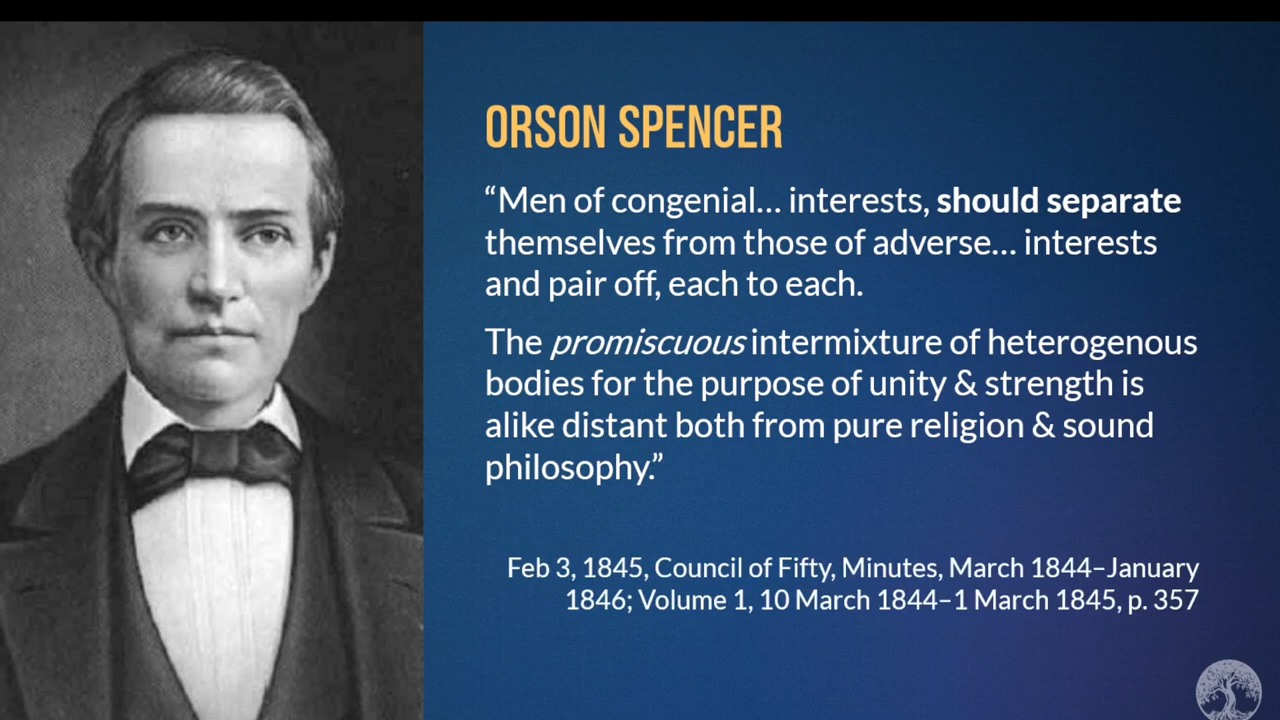 ORSON SPENCER
“Men of congenial... interests, should separate
themselves from those of adverse... interests
and pair off, each to each.
The promiscuous intermixture of heterogenous
bodies for the purpose of unity & strength is
alike distant both from pure religion & sound
philosophy.”
Feb 3, 1845, Council of Fifty, Minutes, March 1844–January
1846; Volume 1, 10 March 1844–1 March 1845, p. 357